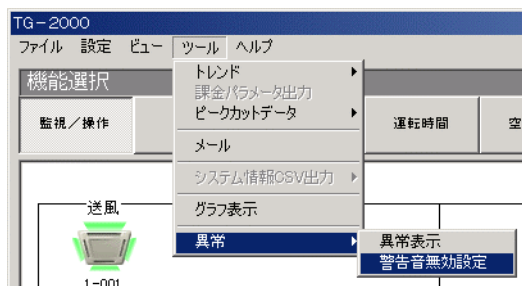 TG-2000
ファイル 設定 ビュー ツール ヘルプ
機能選択
トレンド
課金パラメータ出力
ピークカットデータ
監視/操作
運転時間
空
メール
システム情報CSV出力
送風
グラフ表示
異常
異常表示
警告音無効設定
1-001